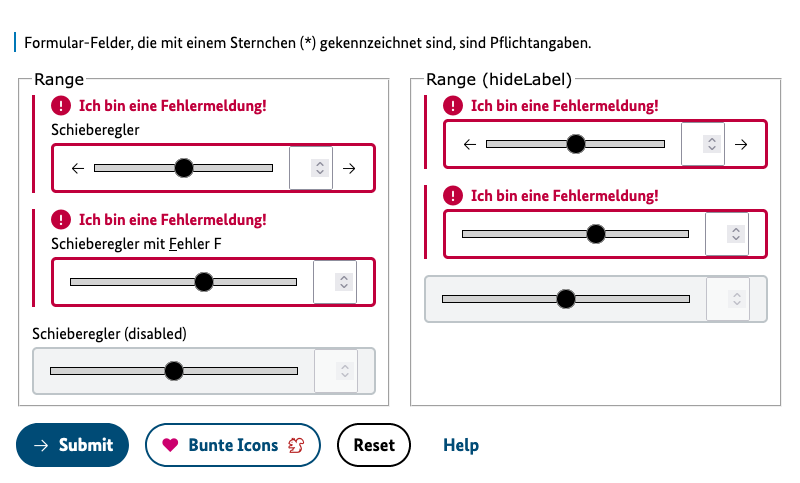 Formular-Felder, die mit einem Sternchen (*) gekennzeichnet sind, sind Pflichtangaben.
Range
Ich bin eine Fehlermeldung!
Schieberegler
Ich bin eine Fehlermeldung!
Schieberegler mit Fehler F
Schieberegler (disabled)
Range (hideLabel)
Ich bin eine Fehlermeldung!
Ich bin eine Fehlermeldung!
Submit
Bunte Icons
Reset
Help